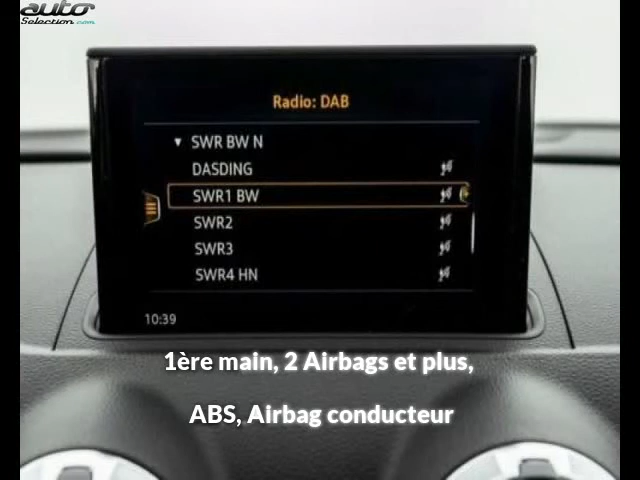 auto
Selection.com
Radio: DAB
SWR BW N
DASDING
SWR1 BW
SWR2
SWR3
SWR4 HN
10:39
1ère main, 2 Airbags et plus,
ABS, Airbag conducteur